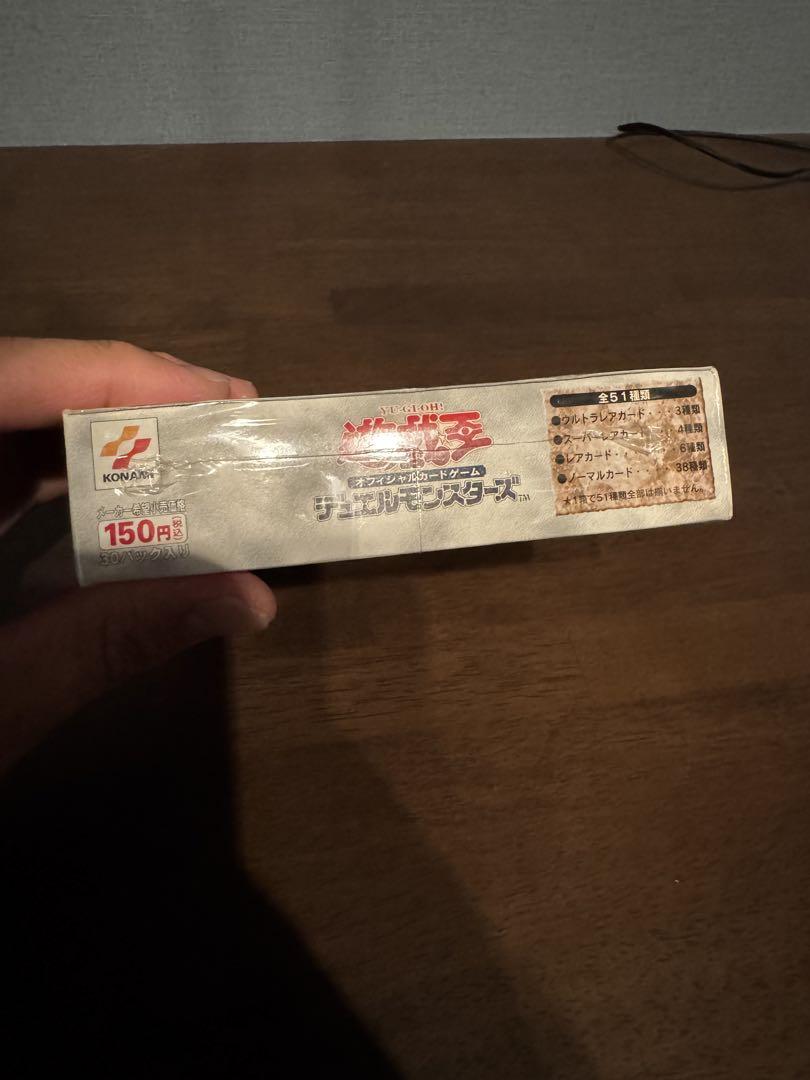 KONAMI
メーカー希望小売価格
150円(税込)
30パック入り
YU-GI-OH!
遊戯王
オフィシャルカードゲーム
デュエルモンスターズ™
全51種類
●ウルトラレアカード・・・3種類
●スーパーレアカード・・4種類
●レアカード・・・6種類
●ノーマルカード・・・・38種類
★1箱で51種類全部は揃いません。